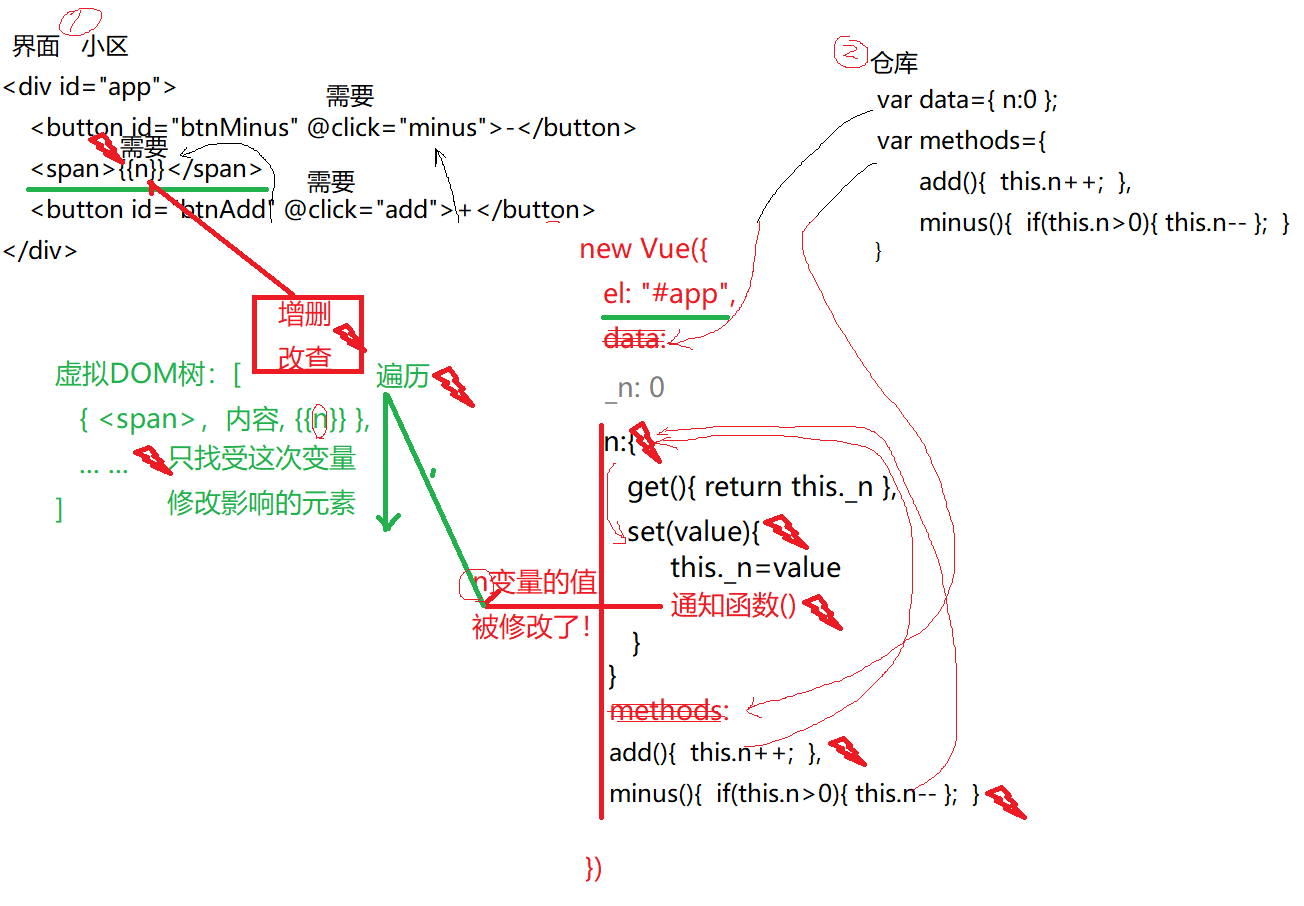 ①
界面 小区
<div id="app">
需要
<button id="btnMinus" @click="minus">-</button>
需要
<span>{{n}}</span>
需要
<button id="btnAdd" @click="add">+</button>
</div>
②
仓库
var data={ n:0 };
var methods={
add(){ this.n++; },
minus(){ if(this.n>0){ this.n-- }; }
}
增删
改查
虚拟DOM树：[
{ <span>，内容, {{n}} },
... ...
只找受这次变量
修改影响的元素
]
遍历
n变量的值
被修改了！
new Vue({
el: "#app",
data:
_n: 0
n:{
get(){ return this._n },
set(value){
this._n=value
通知函数()
}
}
methods:
add(){ this.n++; },
minus(){ if(this.n>0){ this.n-- }; }
})